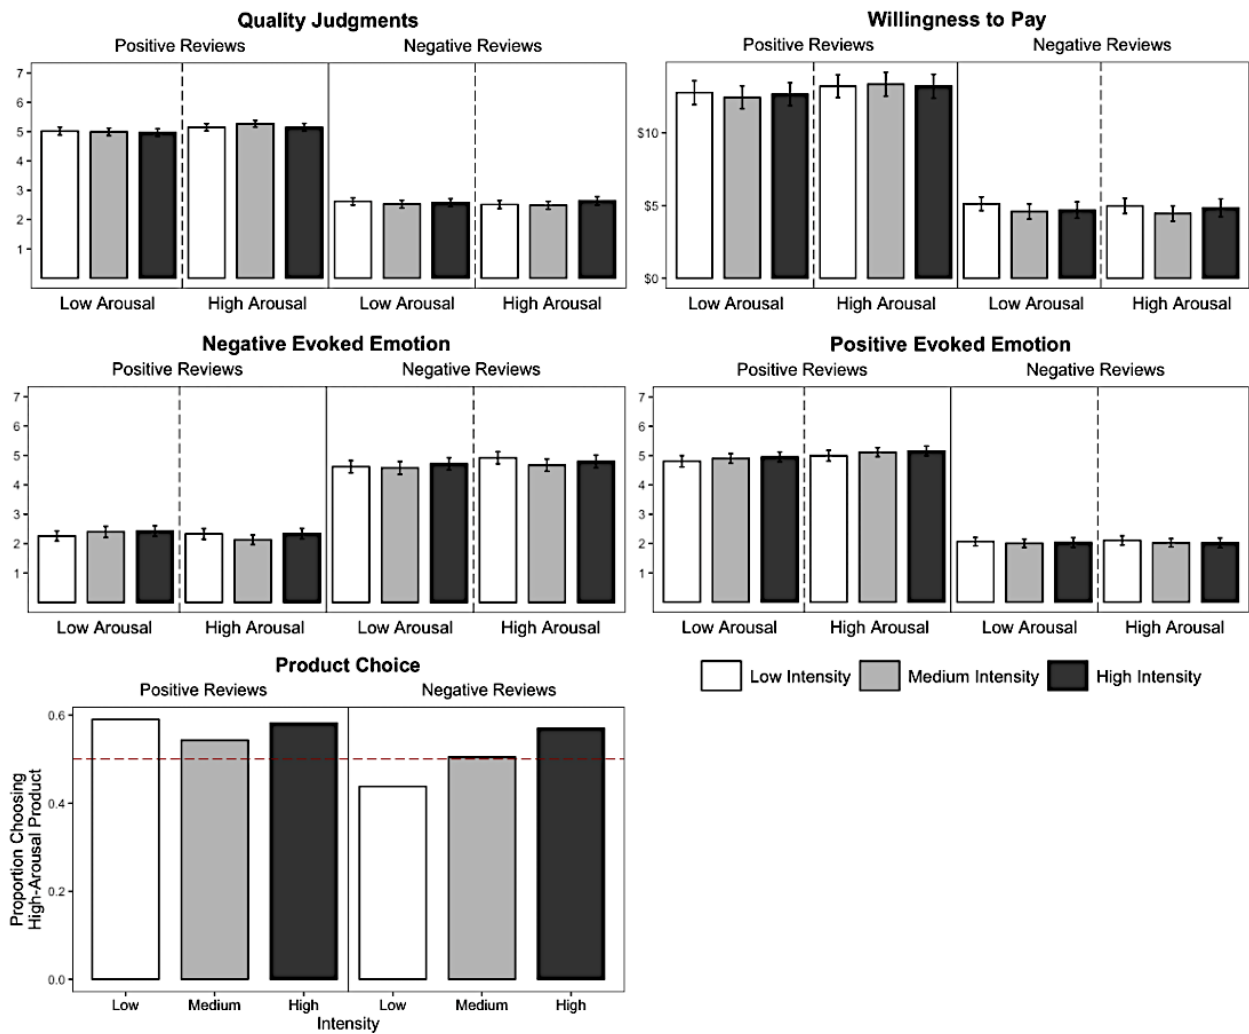 Quality Judgments
Positive Reviews
Negative Reviews
7
6
5
4
3
2
1
Low Arousal
High Arousal
Low Arousal
High Arousal
Willingness to Pay
Positive Reviews
Negative Reviews
$10
$5
$0
Low Arousal
High Arousal
Low Arousal
High Arousal
Negative Evoked Emotion
Positive Reviews
Negative Reviews
7
6
5
4
3
2
1
Low Arousal
High Arousal
Low Arousal
High Arousal
Positive Evoked Emotion
Positive Reviews
Negative Reviews
7
6
5
4
3
2
1
Low Arousal
High Arousal
Low Arousal
High Arousal
Product Choice
Positive Reviews
Negative Reviews
Proportion Choosing
High-Arousal Product
0.6
0.4
0.2
0.0
Low
Medium
High
Low
Medium
High
Intensity
Low Intensity
Medium Intensity
High Intensity